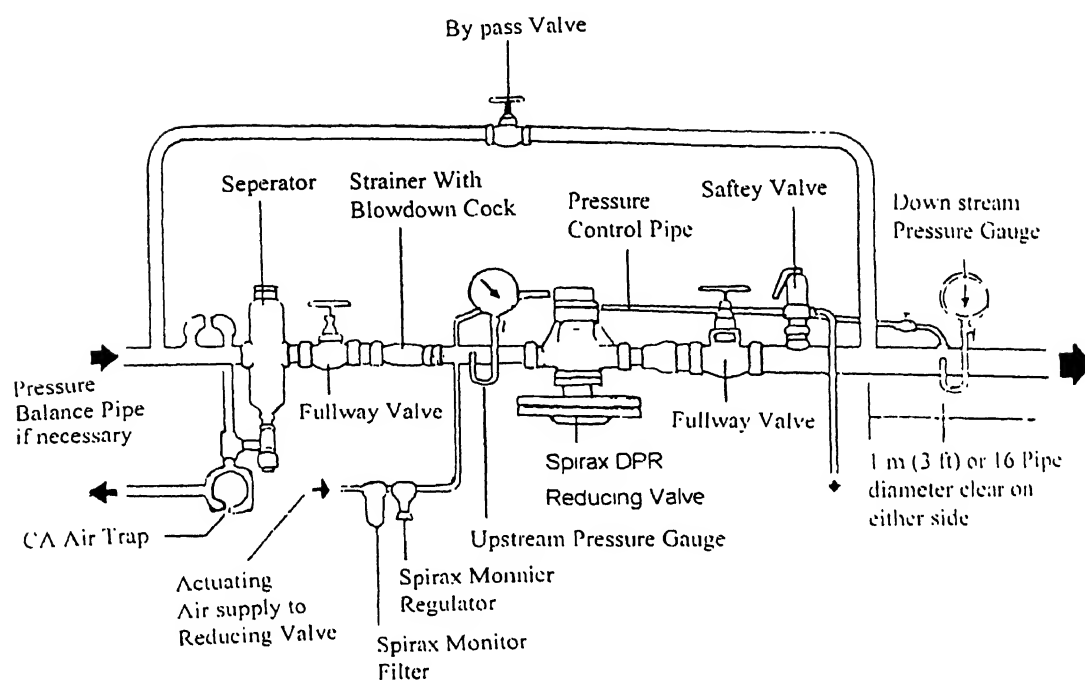 By pass Valve
Seperator
Strainer With
Blowdown Cock
Pressure
Control Pipe
Saftey Valve
Down stream
Pressure Gauge
Pressure
Balance Pipe
if necessary
Fullway Valve
Fullway Valve
Spirax DPR
Reducing Valve
1 m (3 ft) or 16 Pipe
diameter clear on
either side
CA Air Trap
Upstream Pressure Gauge
Actuating
Air supply to
Reducing Valve
Spirax Monnier
Regulator
Spirax Monitor
Filter